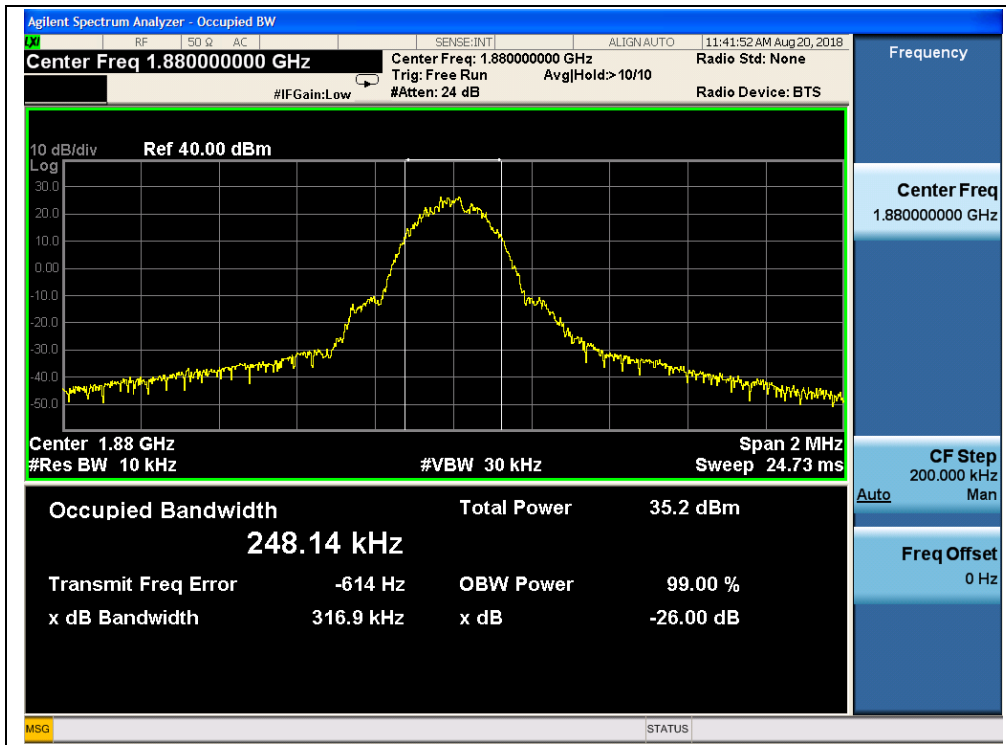 Agilent Spectrum Analyzer - Occupied BW
LXI RF 50 Ω AC SENSE:INT ALIGN AUTO 11:41:52 AM Aug 20, 2018
Center Freq 1.880000000 GHz
Center Freq: 1.880000000 GHz Radio Std: None
Trig: Free Run Avg|Hold:>10/10
#IFGain:Low #Atten: 24 dB Radio Device: BTS
10 dB/div Ref 40.00 dBm
Log
30.0
20.0
10.0
0.00
-10.0
-20.0
-30.0
-40.0
-50.0
Center 1.88 GHz Span 2 MHz
#Res BW 10 kHz #VBW 30 kHz Sweep 24.73 ms
Occupied Bandwidth Total Power 35.2 dBm
248.14 kHz
Transmit Freq Error -614 Hz OBW Power 99.00 %
x dB Bandwidth 316.9 kHz x dB -26.00 dB
Frequency
Center Freq
1.880000000 GHz
CF Step
200.000 kHz
Auto Man
Freq Offset
0 Hz
MSG STATUS